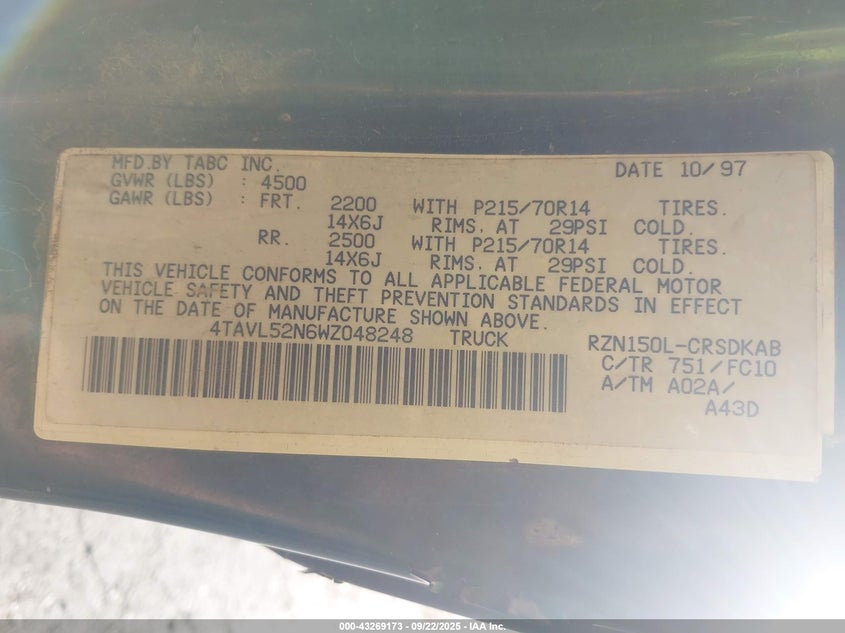 MFD.BY TABC INC. DATE 10/97
GVWR (LBS) : 4500
GAWR (LBS) : FRT. 2200 WITH P215/70R14 TIRES.
14X6J RIMS, AT 29PSI COLD.
RR. 2500 WITH P215/70R14 TIRES.
14X6J RIMS, AT 29PSI COLD.
THIS VEHICLE CONFORMS TO ALL APPLICABLE FEDERAL MOTOR
VEHICLE SAFETY AND THEFT PREVENTION STANDARDS IN EFFECT
ON THE DATE OF MANUFACTURE SHOWN ABOVE.
4TAVL52N6WZ048248 TRUCK RZN150L-CRSDKAB
C/TR 751/FC10
A/TM A02A/
A43D
000-43269173 - 09/22/2025 - IAA Inc.